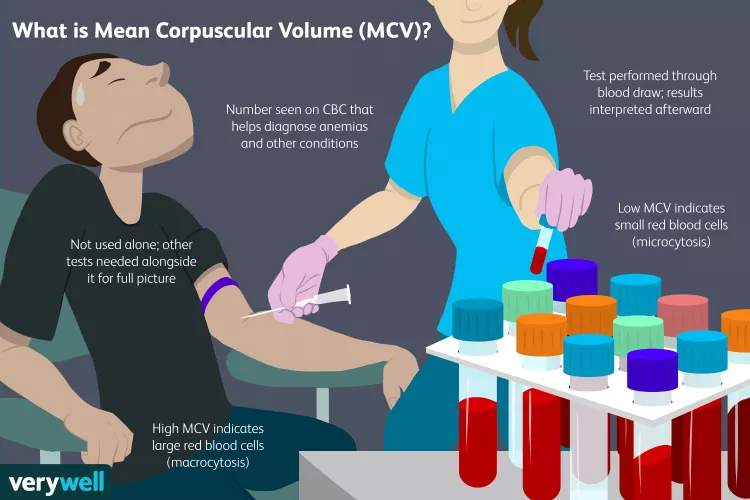 What is Mean Corpuscular Volume (MCV)?
Number seen on CBC that
helps diagnose anemias
and other conditions
Test performed through
blood draw; results
interpreted afterward
Not used alone; other
tests needed alongside
it for full picture
Low MCV indicates
small red blood cells
(microcytosis)
High MCV indicates
large red blood cells
(macrocytosis)
verywell